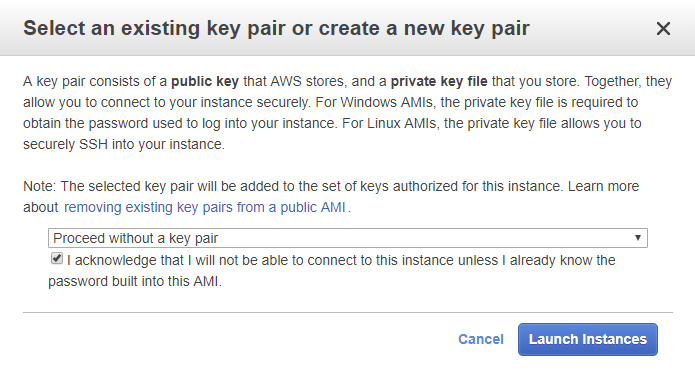 Select an existing key pair or create a new key pair
A key pair consists of a public key that AWS stores, and a private key file that you store. Together, they
allow you to connect to your instance securely. For Windows AMIs, the private key file is required to
obtain the password used to log into your instance. For Linux AMIs, the private key file allows you to
securely SSH into your instance.
Note: The selected key pair will be added to the set of keys authorized for this instance. Learn more
about removing existing key pairs from a public AMI.
Proceed without a key pair
I acknowledge that I will not be able to connect to this instance unless I already know the
password built into this AMI.
Cancel Launch Instances